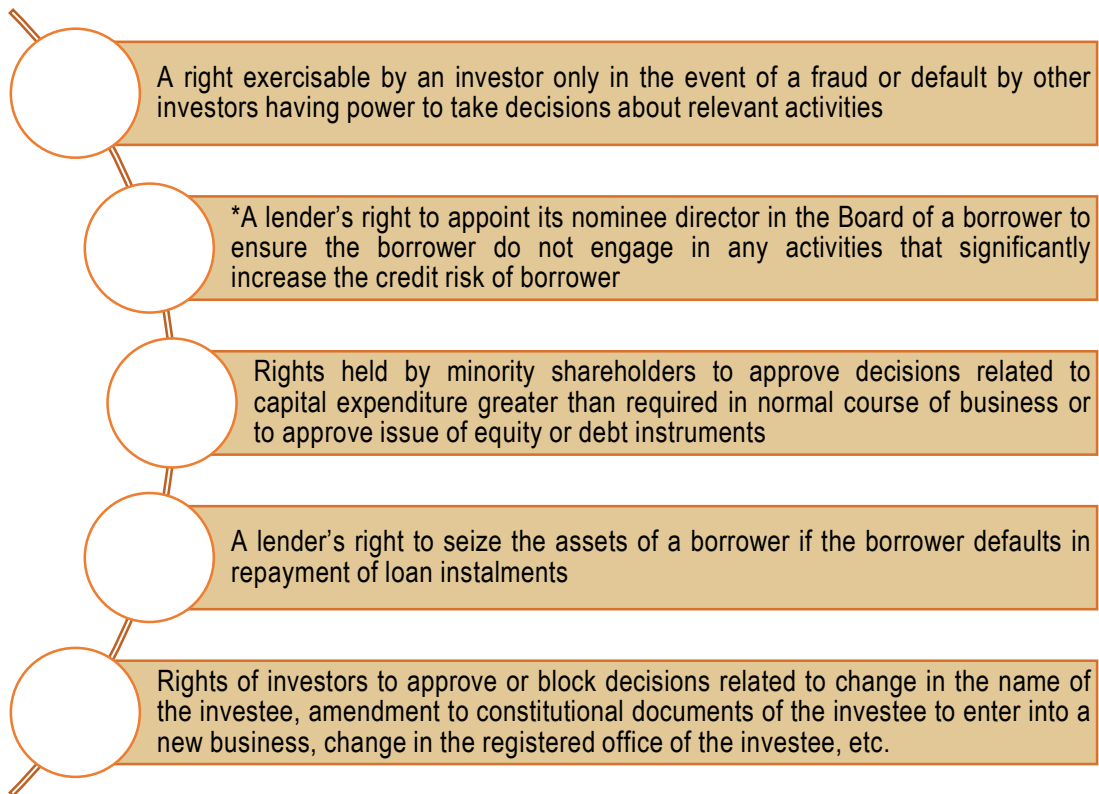 A right exercisable by an investor only in the event of a fraud or default by other
investors having power to take decisions about relevant activities
*A lender’s right to appoint its nominee director in the Board of a borrower to
ensure the borrower do not engage in any activities that significantly
increase the credit risk of borrower
Rights held by minority shareholders to approve decisions related to
capital expenditure greater than required in normal course of business or
to approve issue of equity or debt instruments
A lender’s right to seize the assets of a borrower if the borrower defaults in
repayment of loan instalments
Rights of investors to approve or block decisions related to change in the name of
the investee, amendment to constitutional documents of the investee to enter into a
new business, change in the registered office of the investee, etc.